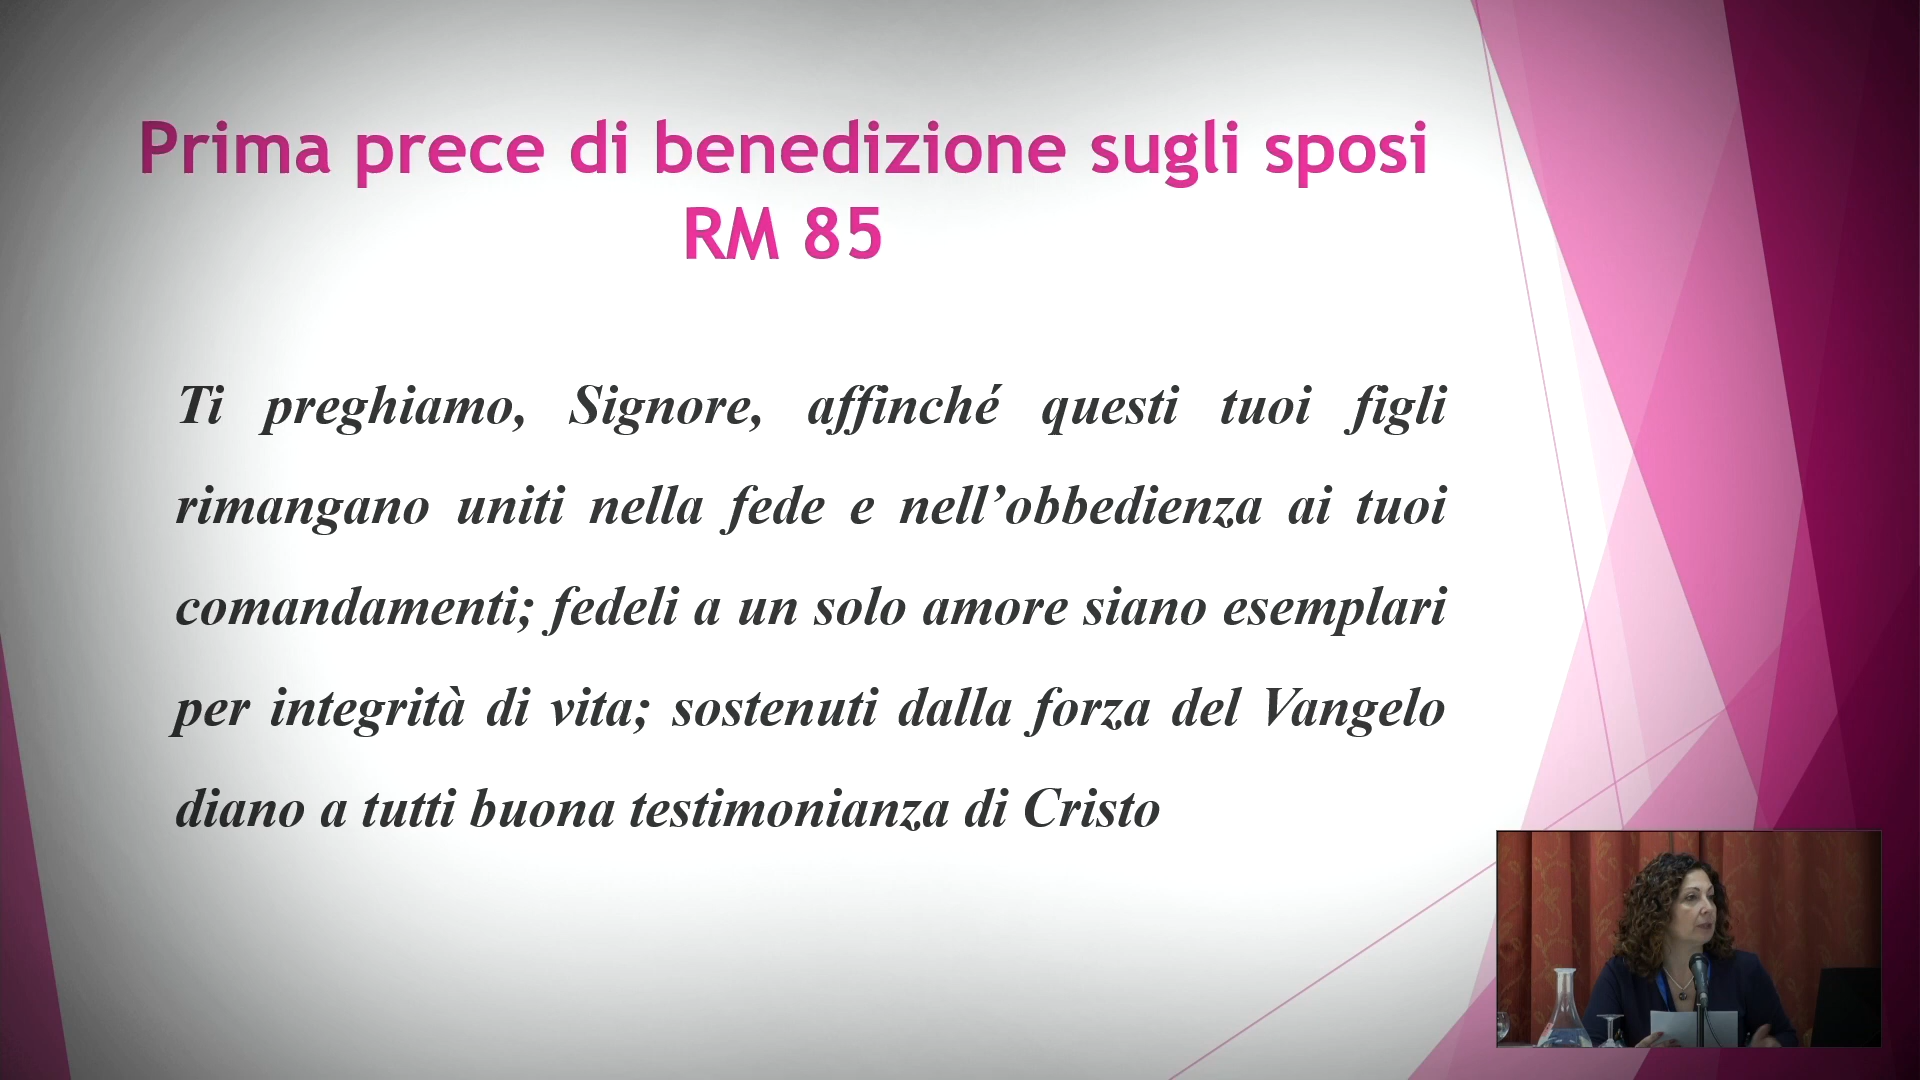 Prima prece di benedizione sugli sposi
RM 85
Ti preghiamo, Signore, affinché questi tuoi figli
rimangano uniti nella fede e nell’obbedienza ai tuoi
comandamenti; fedeli a un solo amore siano esemplari
per integrità di vita; sostenuti dalla forza del Vangelo
diano a tutti buona testimonianza di Cristo